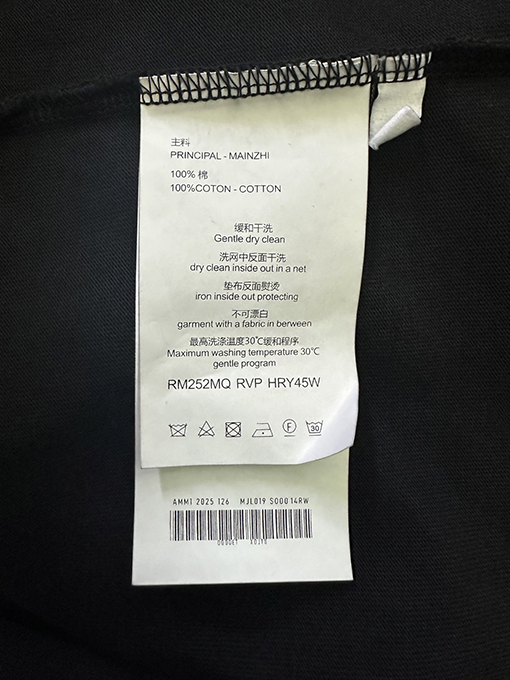 主料
PRINCIPAL - MAINZHI
100% 棉
100%COTON - COTTON
缓和干洗
Gentle dry clean
洗网中反面干洗
dry clean inside out in a net
垫布反面熨烫
iron inside out protecting
不可漂白
garment with a fabric in berween
最高洗涤温度30℃缓和程序
Maximum washing temperature 30℃
gentle program
RM252MQ RVP HRY45W
F 30
AMM1 2025 126 MJL019 S000 14RW